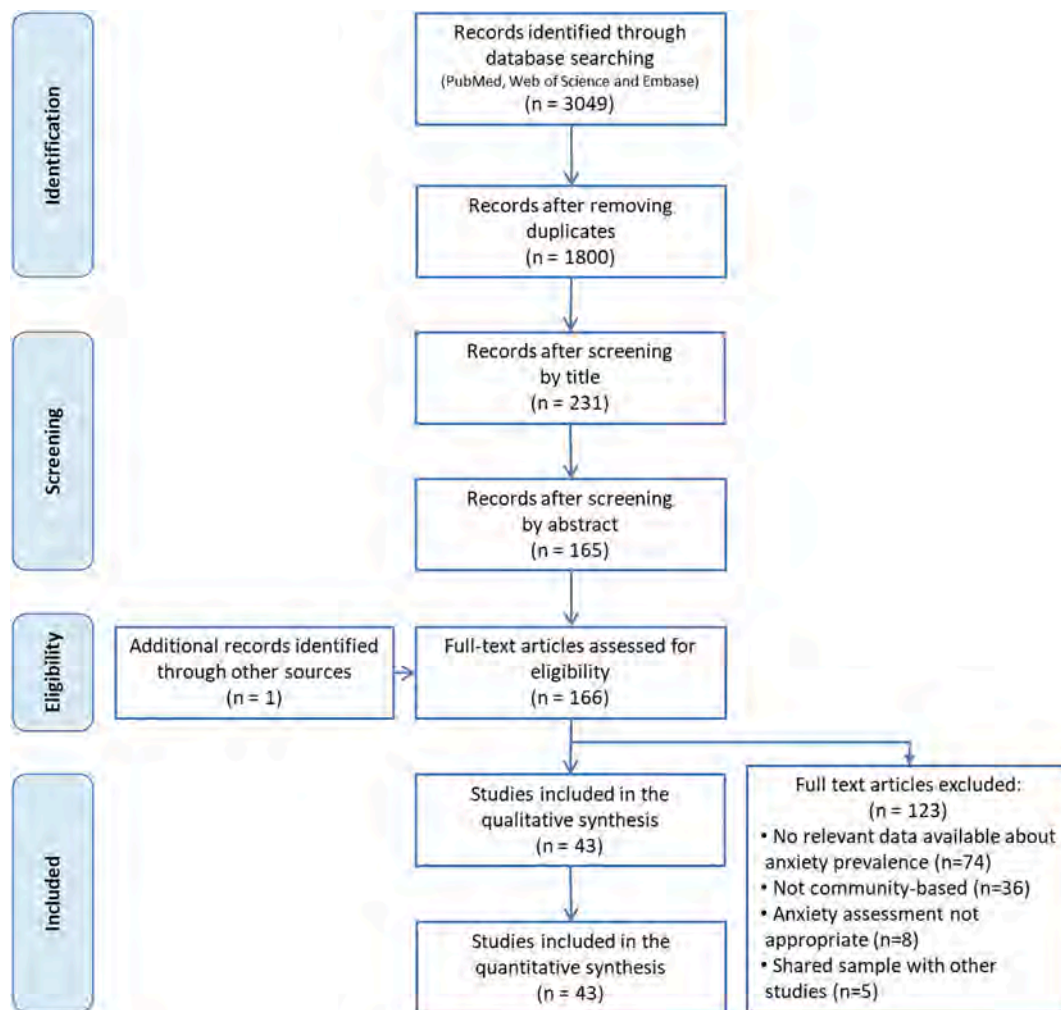 Identification
Records identified through
database searching
(PubMed, Web of Science and Embase)
(n = 3049)
Records after removing
duplicates
(n = 1800)
Screening
Records after screening
by title
(n = 231)
Records after screening
by abstract
(n = 165)
Eligibility
Additional records identified
through other sources
(n = 1)
Full-text articles assessed for
eligibility
(n = 166)
Included
Studies included in the
qualitative synthesis
(n = 43)
Studies included in the
quantitative synthesis
(n = 43)
Full text articles excluded:
(n = 123)
• No relevant data available about
anxiety prevalence (n=74)
• Not community-based (n=36)
• Anxiety assessment not
appropriate (n=8)
• Shared sample with other
studies (n=5)